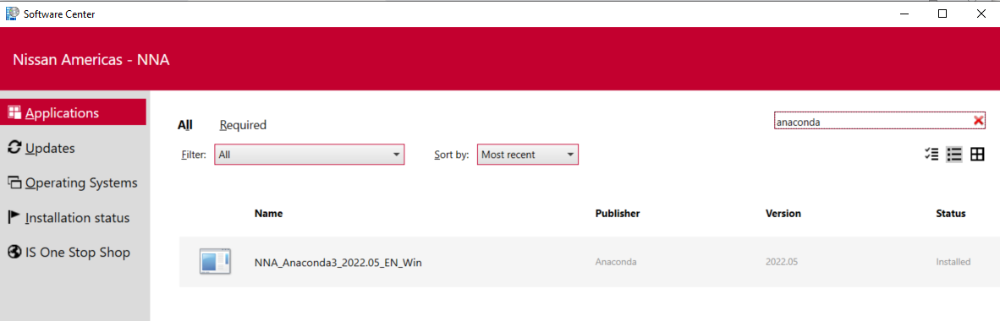 Software Center
Nissan Americas - NNA
Applications
Updates
Operating Systems
Installation status
IS One Stop Shop
All Required
anaconda
Filter: All Sort by: Most recent
Name Publisher Version Status
NNA_Anaconda3_2022.05_EN_Win Anaconda 2022.05 Installed